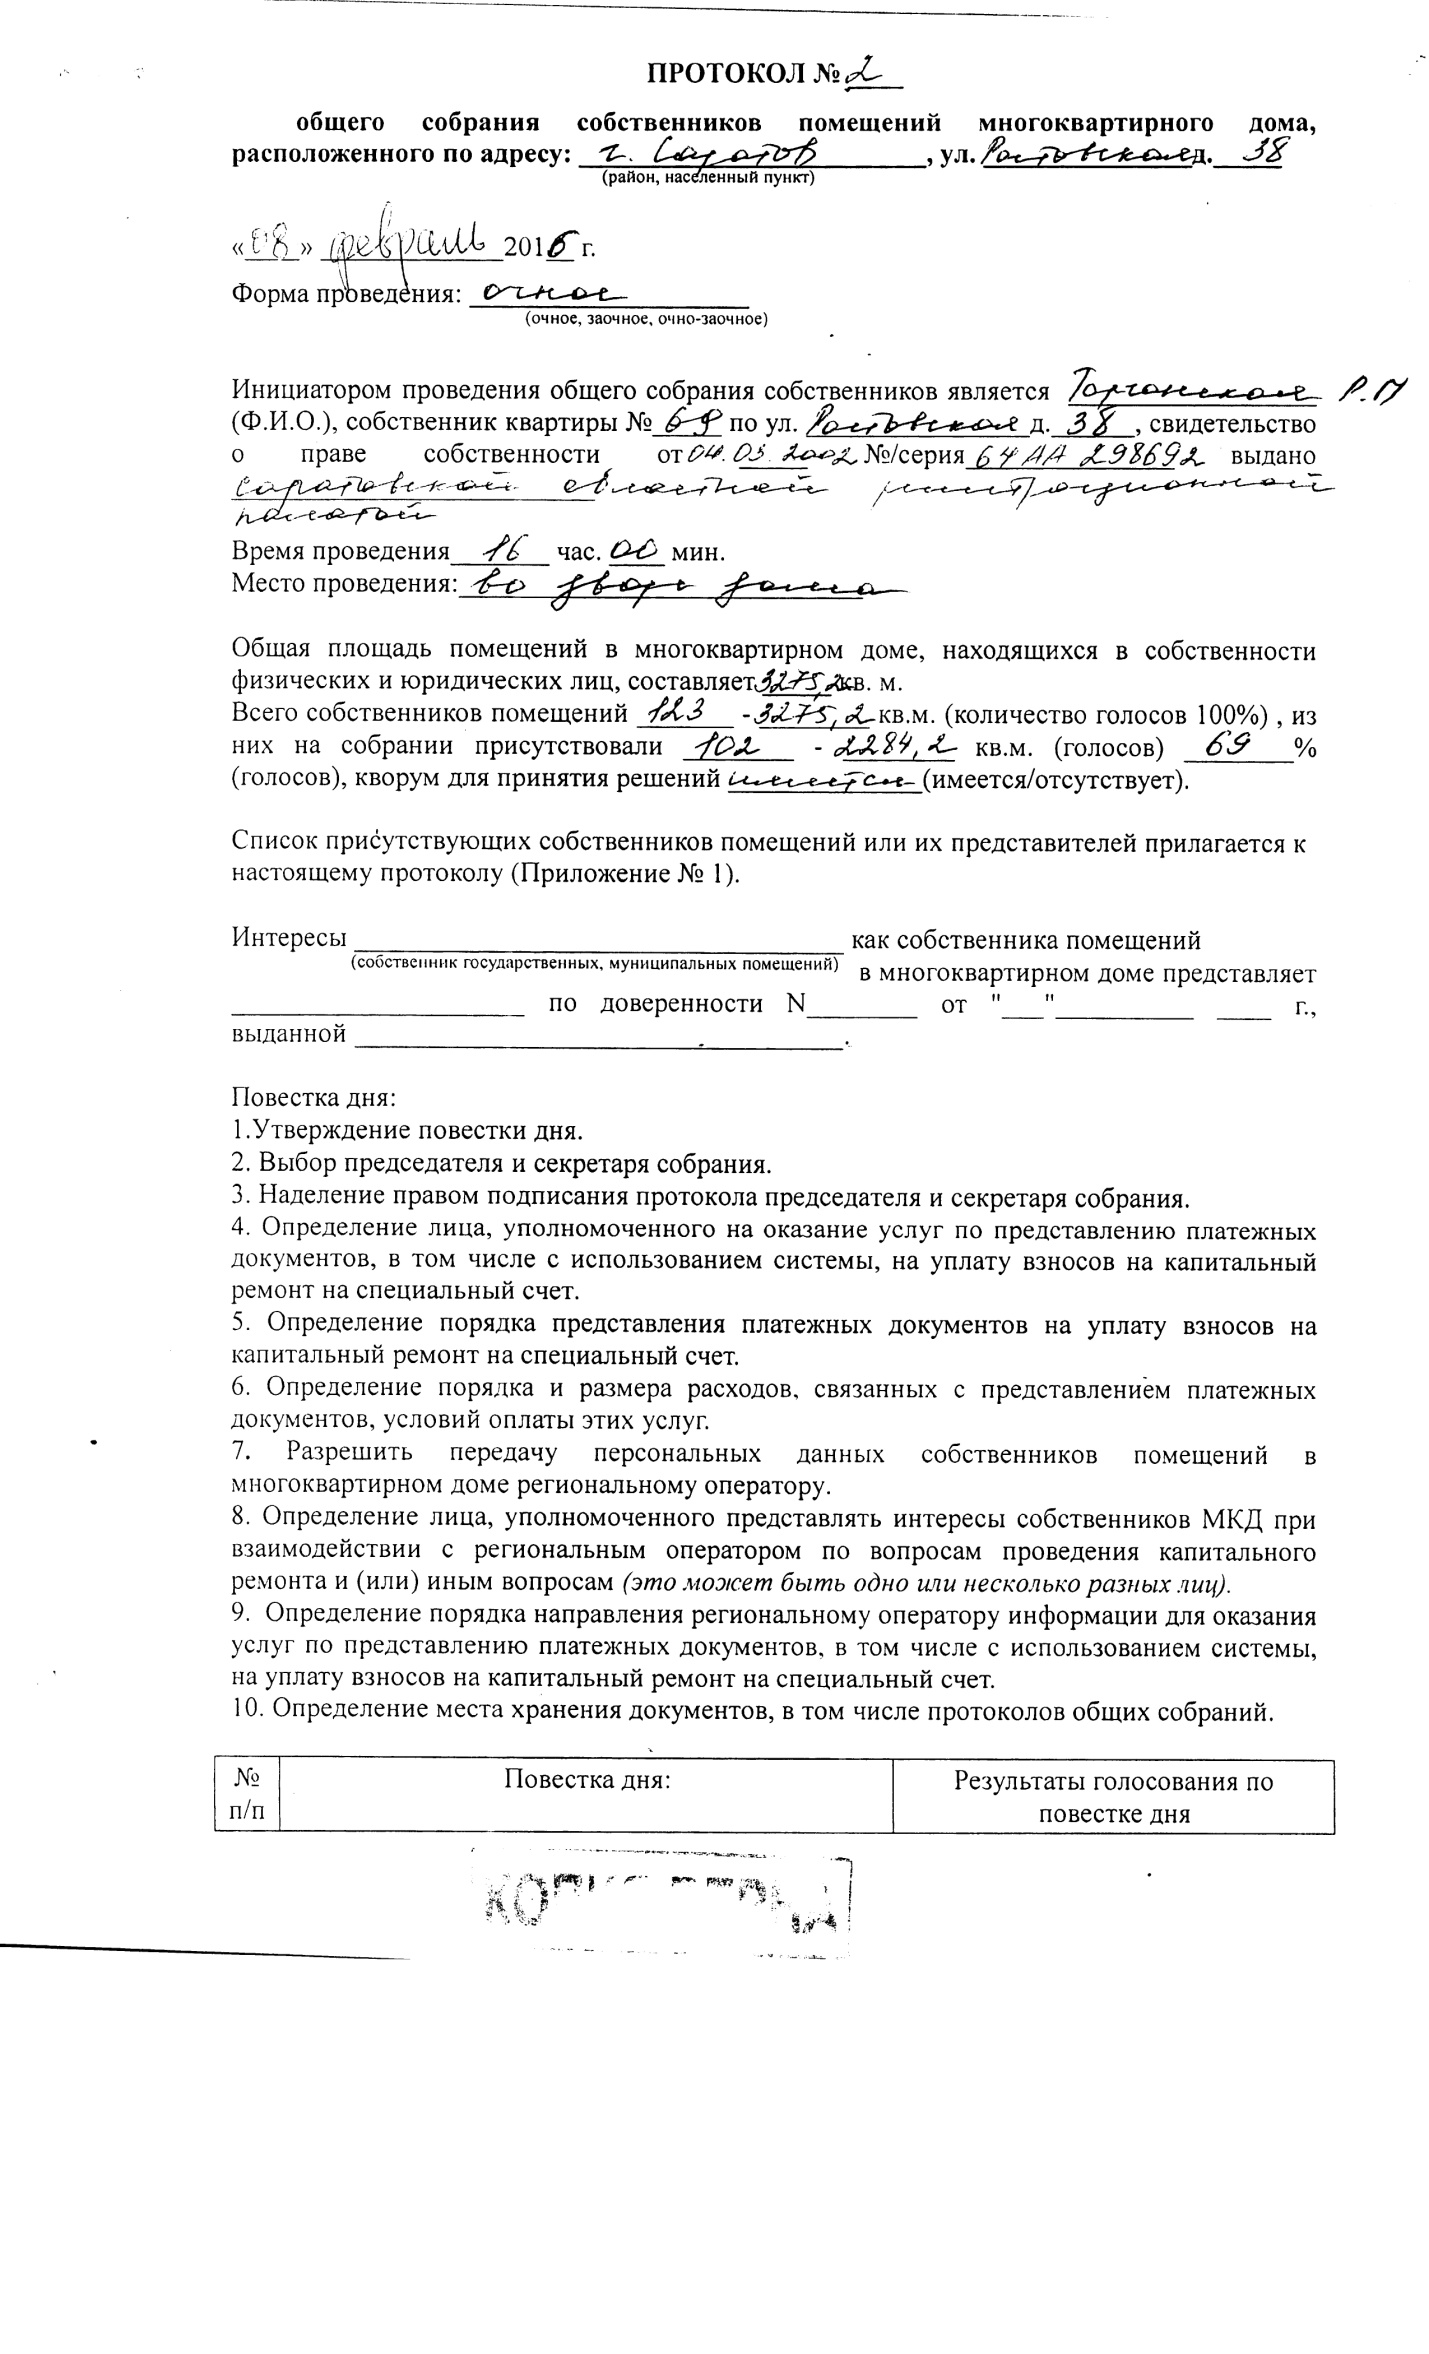 ПРОТОКОЛ № 2
общего собрания собственников помещений многоквартирного дома,
расположенного по адресу: г. Саратов, ул. Ростовская д. 38
(район, населенный пункт)
«08» февраль 2016 г.
Форма проведения: очное
(очное, заочное, очно-заочное)
Инициатором проведения общего собрания собственников является Торганская Р.П
(Ф.И.О.), собственник квартиры № 69 по ул. Ростовская д. 38, свидетельство
о праве собственности от 04.03.2002 №/серия 64 АА 298692 выдано
Саратовской областной регистрационной
палатой
Время проведения 16 час. 00 мин.
Место проведения: во дворе дома
Общая площадь помещений в многоквартирном доме, находящихся в собственности
физических и юридических лиц, составляет 3275,2 кв. м.
Всего собственников помещений 123 - 3275,2 кв.м. (количество голосов 100%) , из
них на собрании присутствовали 102 - 2284,2 кв.м. (голосов) 69 %
(голосов), кворум для принятия решений имеется (имеется/отсутствует).
Список присутствующих собственников помещений или их представителей прилагается к
настоящему протоколу (Приложение № 1).
Интересы ____ как собственника помещений
(собственник государственных, муниципальных помещений) в многоквартирном доме представляет
____ по доверенности N____ от "___"____ ____ г.,
выданной ____.
Повестка дня:
1.Утверждение повестки дня.
2. Выбор председателя и секретаря собрания.
3. Наделение правом подписания протокола председателя и секретаря собрания.
4. Определение лица, уполномоченного на оказание услуг по представлению платежных
документов, в том числе с использованием системы, на уплату взносов на капитальный
ремонт на специальный счет.
5. Определение порядка представления платежных документов на уплату взносов на
капитальный ремонт на специальный счет.
6. Определение порядка и размера расходов, связанных с представлением платежных
документов, условий оплаты этих услуг.
7. Разрешить передачу персональных данных собственников помещений в
многоквартирном доме региональному оператору.
8. Определение лица, уполномоченного представлять интересы собственников МКД при
взаимодействии с региональным оператором по вопросам проведения капитального
ремонта и (или) иным вопросам (это может быть одно или несколько разных лиц).
9. Определение порядка направления региональному оператору информации для оказания
услуг по представлению платежных документов, в том числе с использованием системы,
на уплату взносов на капитальный ремонт на специальный счет.
10. Определение места хранения документов, в том числе протоколов общих собраний.
№ Повестка дня: Результаты голосования по
п/п повестке дня